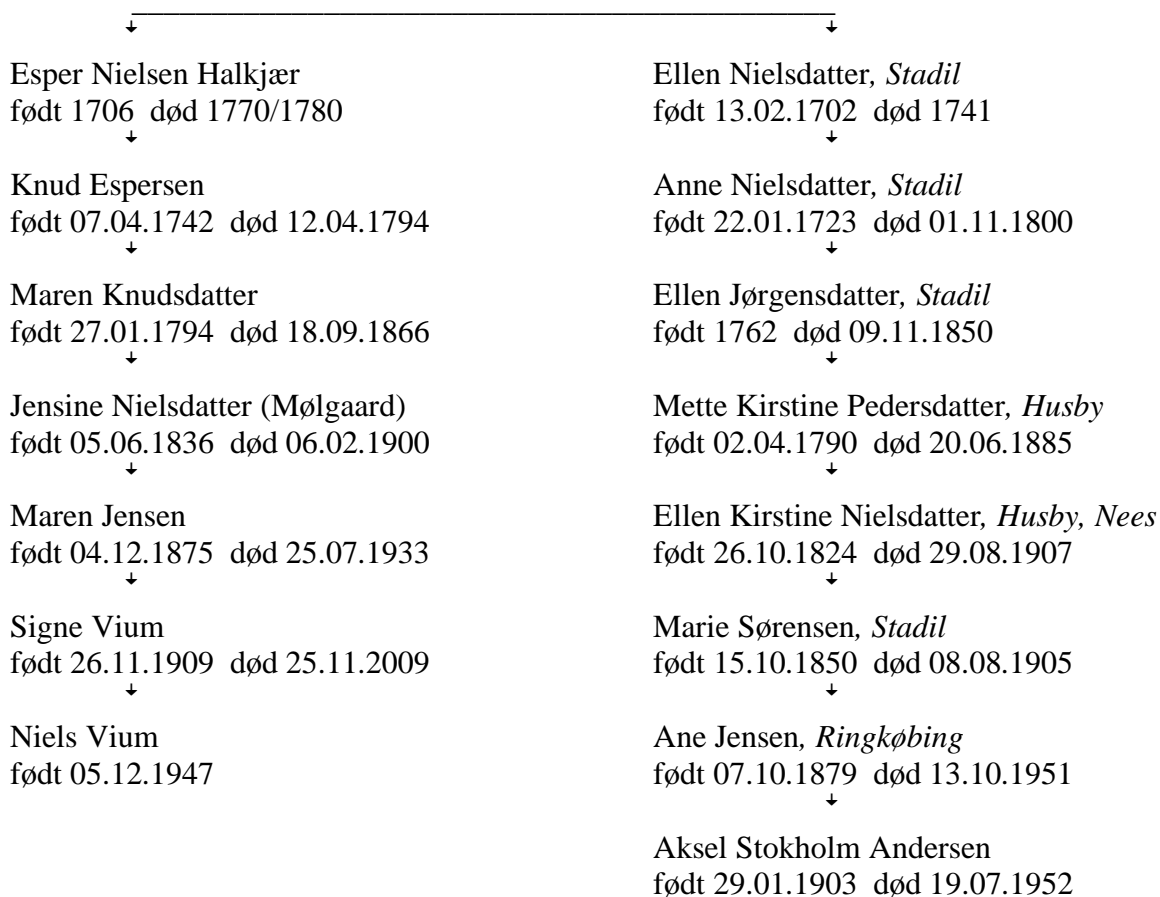 Esper Nielsen Halkjær
født 1706 død 1770/1780
Knud Espersen
født 07.04.1742 død 12.04.1794
Maren Knudsdatter
født 27.01.1794 død 18.09.1866
Jensine Nielsdatter (Mølgaard)
født 05.06.1836 død 06.02.1900
Maren Jensen
født 04.12.1875 død 25.07.1933
Signe Vium
født 26.11.1909 død 25.11.2009
Niels Vium
født 05.12.1947
Ellen Nielsdatter, Stadil
født 13.02.1702 død 1741
Anne Nielsdatter, Stadil
født 22.01.1723 død 01.11.1800
Ellen Jørgensdatter, Stadil
født 1762 død 09.11.1850
Mette Kirstine Pedersdatter, Husby
født 02.04.1790 død 20.06.1885
Ellen Kirstine Nielsdatter, Husby, Nees
født 26.10.1824 død 29.08.1907
Marie Sørensen, Stadil
født 15.10.1850 død 08.08.1905
Ane Jensen, Ringkøbing
født 07.10.1879 død 13.10.1951
Aksel Stokholm Andersen
født 29.01.1903 død 19.07.1952